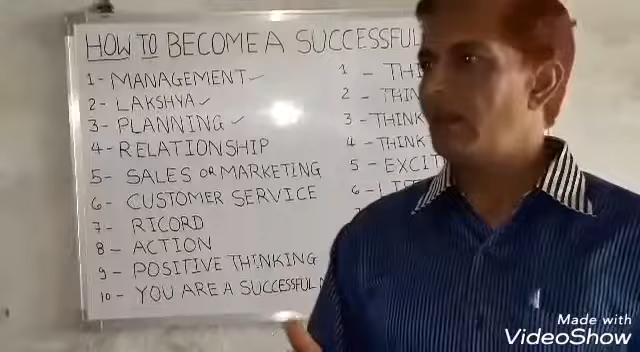 HOW TO BECOME A SUCCESSFUL
1 - MANAGEMENT ✓
2 - LAKSHYA ✓
3 - PLANNING ✓
4 - RELATIONSHIP
5 - SALES OR MARKETING
6 - CUSTOMER SERVICE
7 - RICORD
8 - ACTION
9 - POSITIVE THINKING
10 - YOU ARE A SUCCESSFUL
1 - THI
2 - THIN
3 - THINK
4 - THINK
5 - EXCIT
6 - LIFE
Made with
VideoShow